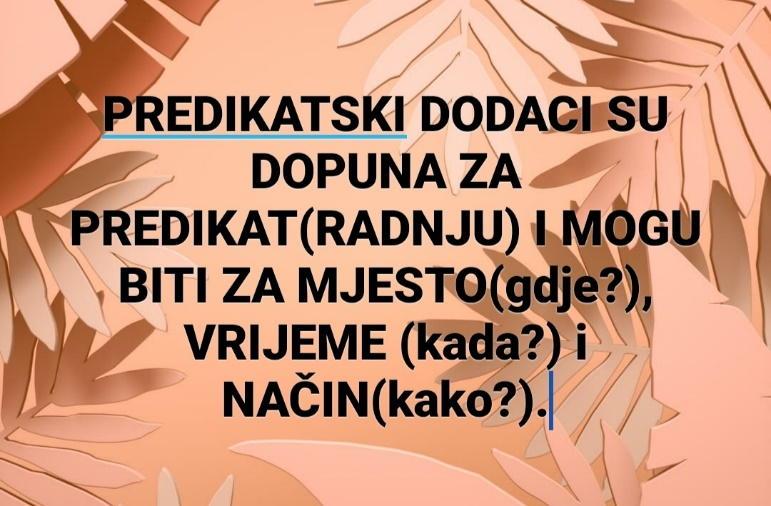 PREDIKATSKI DODACI SU
DOPUNA ZA
PREDIKAT(RADNJU) I MOGU
BITI ZA MJESTO(gdje?),
VRIJEME (kada?) i
NAČIN(kako?).